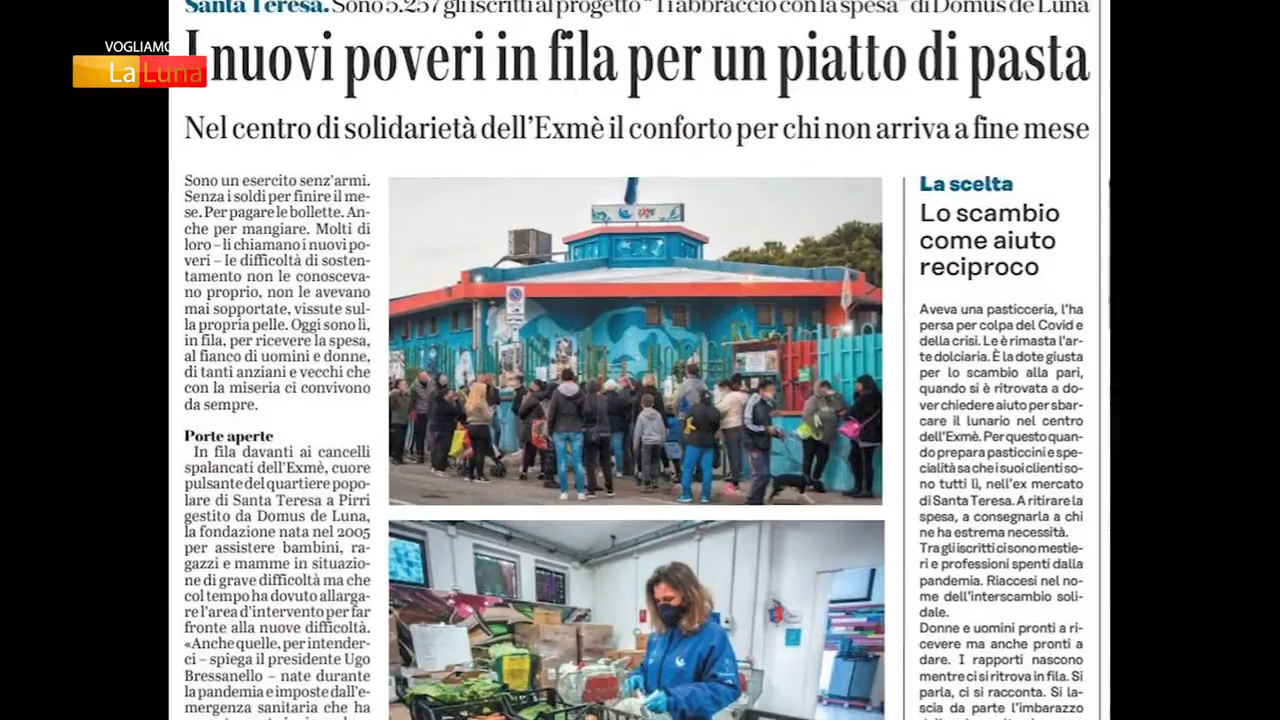 Santa Teresa. Sono 5.257 gli iscritti al progetto "Ti abbraccio con la spesa" di Domus de Luna
VOGLIAMO
La Luna
I nuovi poveri in fila per un piatto di pasta
Nel centro di solidarietà dell'Exmè il conforto per chi non arriva a fine mese
Sono un esercito senz'armi.
Senza i soldi per finire il me-
se. Per pagare le bollette. An-
che per mangiare. Molti di
loro – li chiamano i nuovi po-
veri – le difficoltà di sosten-
tamento non le conosceva-
no proprio, non le avevano
mai sopportate, vissute sul-
la propria pelle. Oggi sono lì,
in fila, per ricevere la spesa,
al fianco di uomini e donne,
di tanti anziani e vecchi che
con la miseria ci convivono
da sempre.
Porte aperte
In fila davanti ai cancelli
spalancati dell'Exmè, cuore
pulsante del quartiere popo-
lare di Santa Teresa a Pirri
gestito da Domus de Luna,
la fondazione nata nel 2005
per assistere bambini, ra-
gazzi e mamme in situazio-
ne di grave difficoltà ma che
col tempo ha dovuto allarga-
re l'area d'intervento per far
fronte alla nuove difficoltà.
«Anche quelle, per intender-
ci – spiega il presidente Ugo
Bressanello – nate durante
la pandemia e imposte dall'e-
mergenza sanitaria che ha
La scelta
Lo scambio
come aiuto
reciproco
Aveva una pasticceria, l'ha
persa per colpa del Covid e
della crisi. Le è rimasta l'ar-
te dolciaria. È la dote giusta
per lo scambio alla pari,
quando si è ritrovata a do-
ver chiedere aiuto per sbar-
care il lunario nel centro
dell'Exmè. Per questo quan-
do prepara pasticcini e spe-
cialità sa che i suoi clienti so-
no tutti lì, nell'ex mercato
di Santa Teresa. A ritirare la
spesa, a consegnarla a chi
ne ha estrema necessità.
Tra gli iscritti ci sono mestie-
ri e professioni spenti dalla
pandemia. Riaccesi nel no-
me dell'interscambio soli-
dale.
Donne e uomini pronti a ri-
cevere ma anche pronti a
dare. I rapporti nascono
mentre ci si ritrova in fila. Si
parla, ci si racconta. Si la-
scia da parte l'imbarazzo